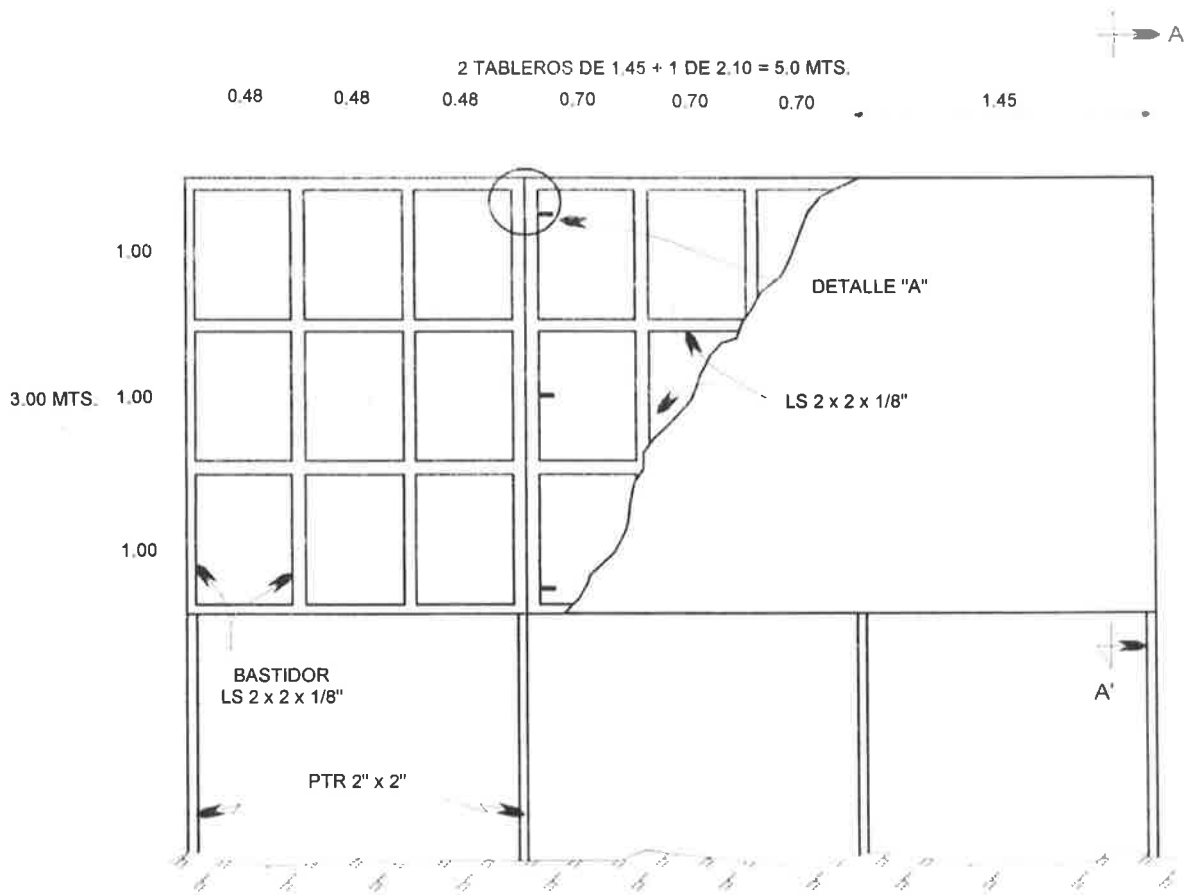 A
2 TABLEROS DE 1.45 + 1 DE 2.10 = 5.0 MTS.
0.48 0.48 0.48 0.70 0.70 0.70 1.45
1.00
DETALLE "A"
3.00 MTS. 1.00
LS 2 x 2 x 1/8"
1.00
BASTIDOR
LS 2 x 2 x 1/8"
A'
PTR 2" x 2"